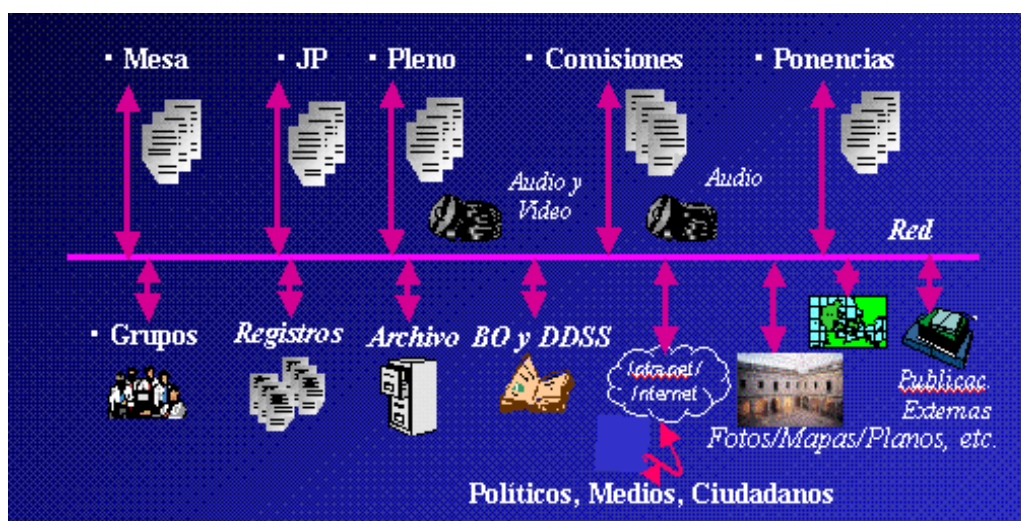 · Mesa
· JP
· Pleno
· Comisiones
· Ponencias
Audio y
Video
Audio
Red
· Grupos
Registros
Archivo
BO y DDSS
Intranet/
Internet
Publicac.
Externas
Fotos/Mapas/Planos, etc.
Políticos, Medios, Ciudadanos